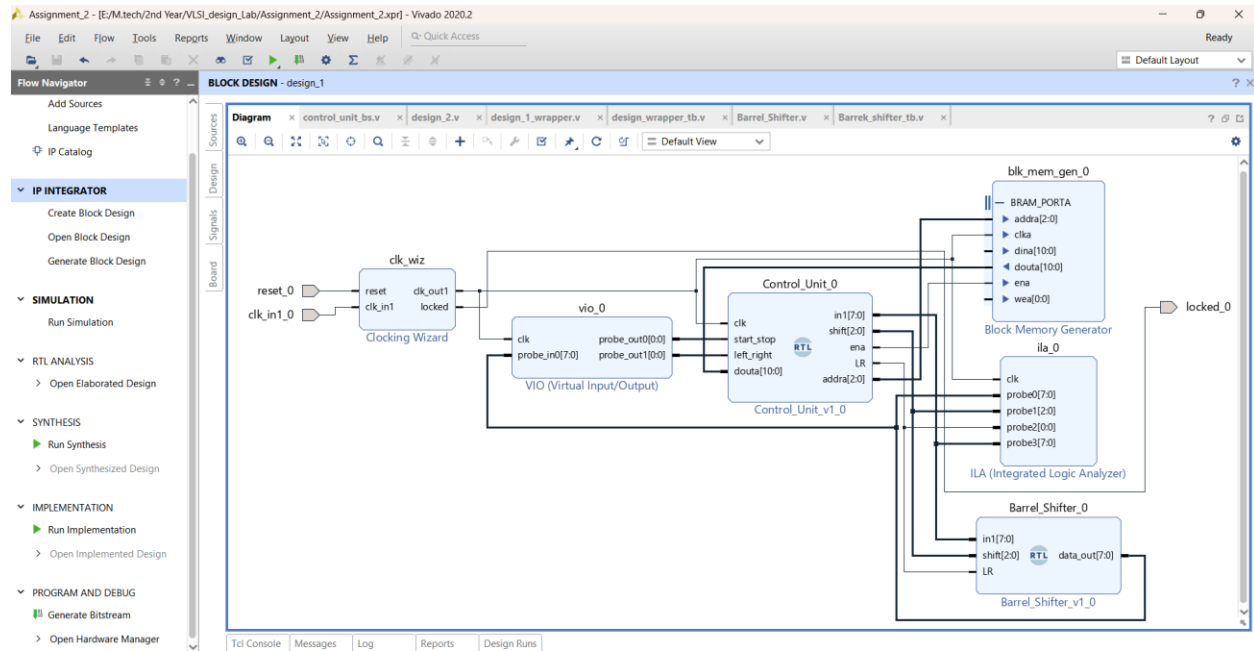 Assignment_2 - [E:/M.tech/2nd Year/VLSI_design_Lab/Assignment_2/Assignment_2.xpr] - Vivado 2020.2
File Edit Flow Tools Reports Window Layout View Help Q- Quick Access Ready
Default Layout
Flow Navigator
Add Sources
Language Templates
IP Catalog
IP INTEGRATOR
Create Block Design
Open Block Design
Generate Block Design
SIMULATION
Run Simulation
RTL ANALYSIS
Open Elaborated Design
SYNTHESIS
Run Synthesis
Open Synthesized Design
IMPLEMENTATION
Run Implementation
Open Implemented Design
PROGRAM AND DEBUG
Generate Bitstream
Open Hardware Manager
BLOCK DESIGN - design_1
Sources
Design
Signals
Board
Diagram control_unit_bs.v design_2.v design_1_wrapper.v design_wrapper_tb.v Barrel_Shifter.v Barrek_shifter_tb.v
Default View
reset_0
clk_in1_0
clk_wiz
reset clk_out1
clk_in1 locked
Clocking Wizard
vio_0
clk probe_out0[0:0]
probe_in0[7:0] probe_out1[0:0]
VIO (Virtual Input/Output)
Control_Unit_0
clk in1[7:0]
start_stop shift[2:0]
left_right RTL ena
douta[10:0] LR
addra[2:0]
Control_Unit_v1_0
blk_mem_gen_0
BRAM_PORTA
addra[2:0]
clka
dina[10:0]
douta[10:0]
ena
wea[0:0]
Block Memory Generator
locked_0
ila_0
clk
probe0[7:0]
probe1[2:0]
probe2[0:0]
probe3[7:0]
ILA (Integrated Logic Analyzer)
Barrel_Shifter_0
in1[7:0]
shift[2:0] RTL data_out[7:0]
LR
Barrel_Shifter_v1_0
Tcl Console Messages Log Reports Design Runs